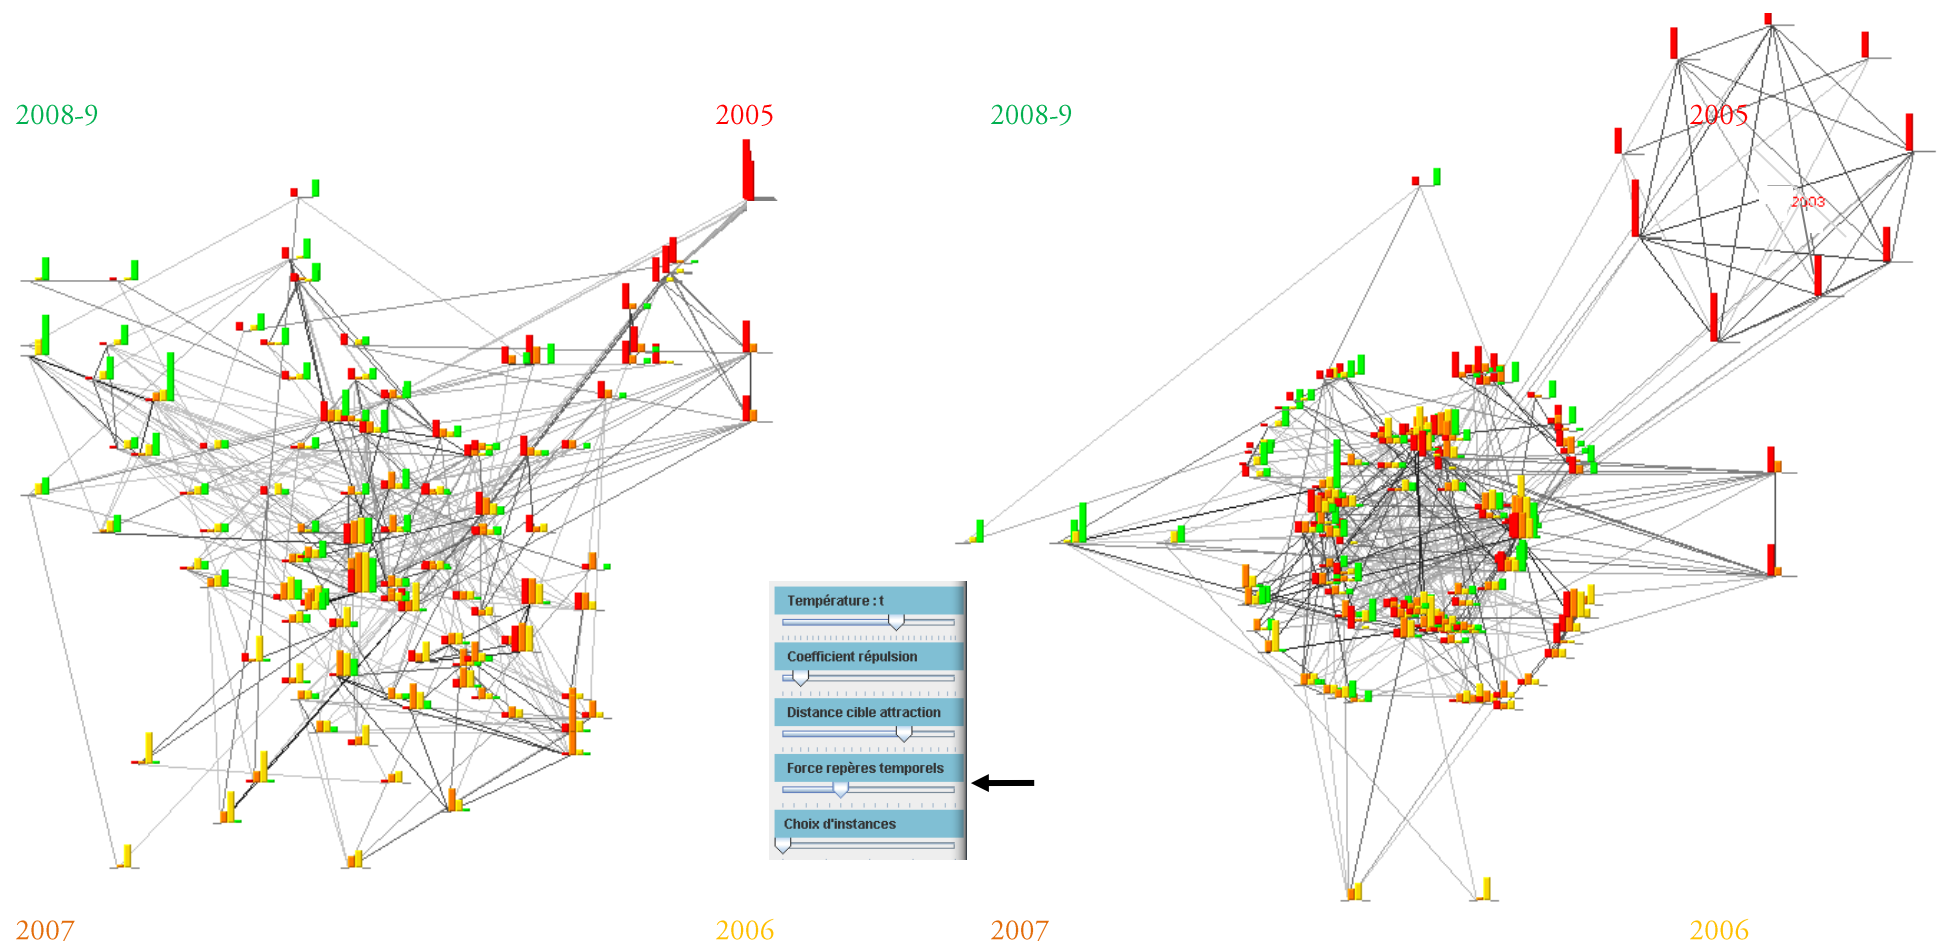 2008-9
2005
2008-9
2005
2003
Température : t
Coefficient répulsion
Distance cible attraction
Force repères temporels
Choix d'instances
2007
2006
2007
2006